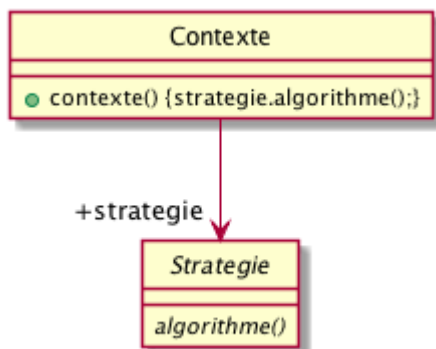 Contexte
contexte() {strategie.algorithme();}
+strategie
Strategie
algorithme()